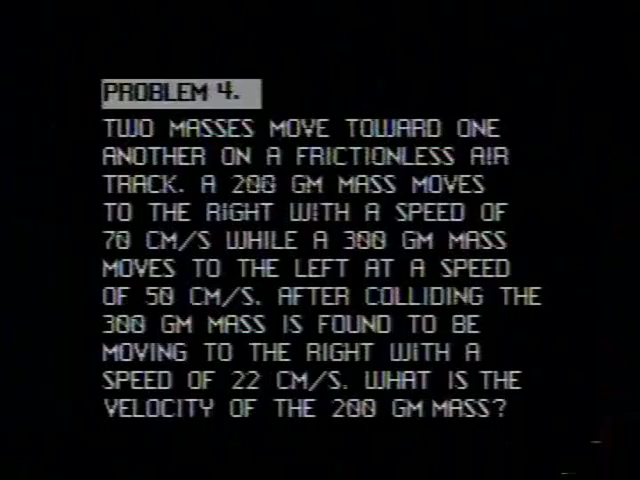 PROBLEM 4.
TWO MASSES MOVE TOWARD ONE
ANOTHER ON A FRICTIONLESS AIR
TRACK. A 200 GM MASS MOVES
TO THE RIGHT WITH A SPEED OF
70 CM/S WHILE A 300 GM MASS
MOVES TO THE LEFT AT A SPEED
OF 50 CM/S. AFTER COLLIDING THE
300 GM MASS IS FOUND TO BE
MOVING TO THE RIGHT WITH A
SPEED OF 22 CM/S. WHAT IS THE
VELOCITY OF THE 200 GM MASS?